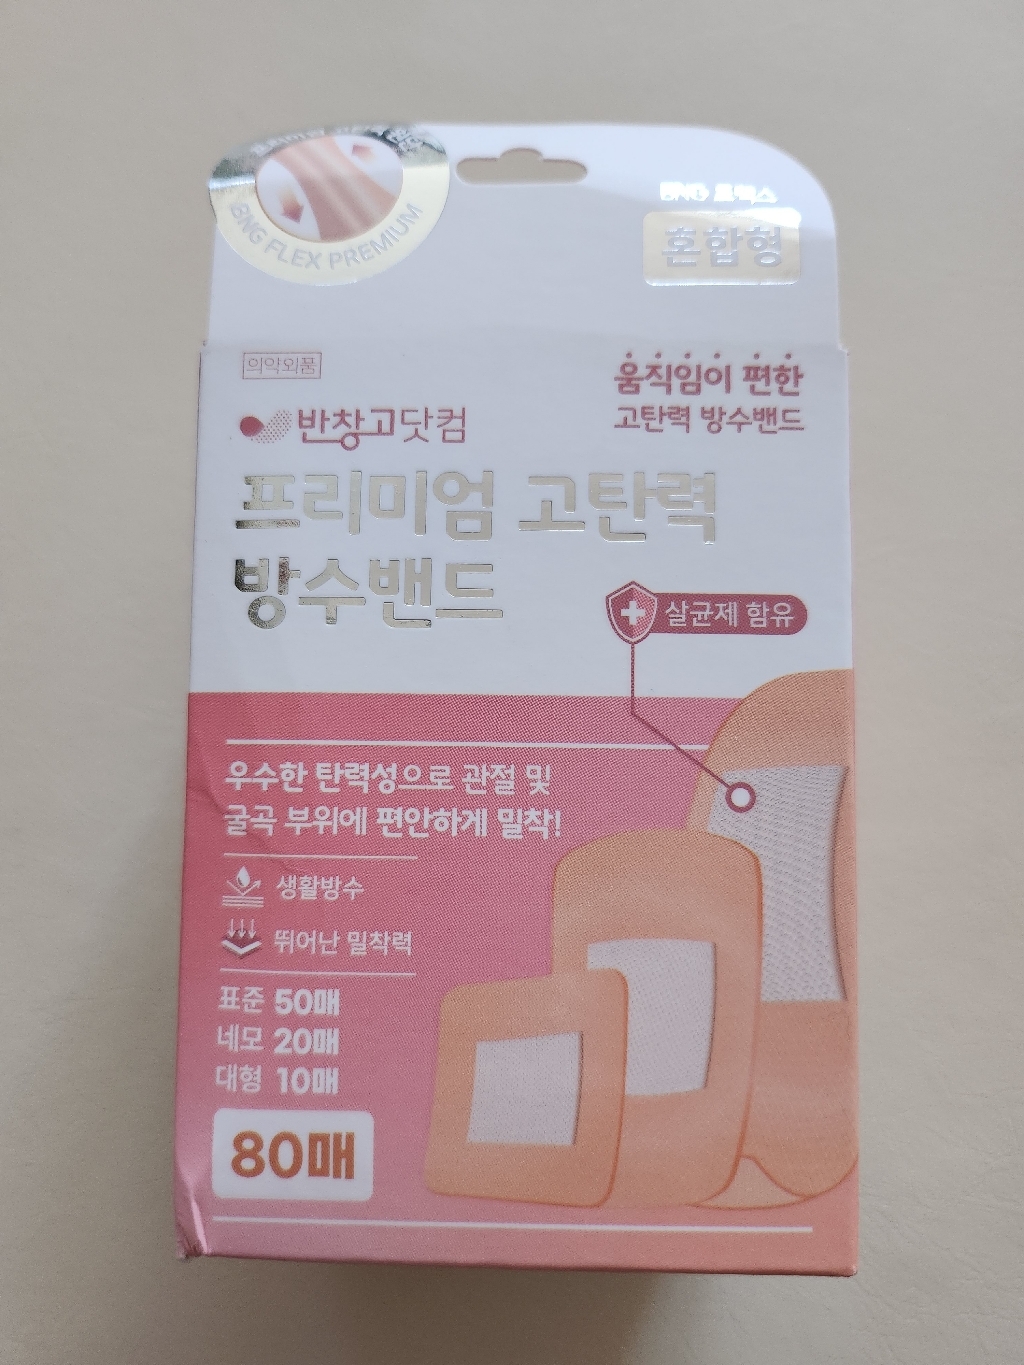 BNG FLEX PREMIUM
BNG 플렉스
혼합형
의약외품
움직임이 편한
고탄력 방수밴드
반창고닷컴
프리미엄 고탄력
방수밴드
살균제 함유
우수한 탄력성으로 관절 및
굴곡 부위에 편안하게 밀착!
생활방수
뛰어난 밀착력
표준 50매
네모 20매
대형 10매
80매